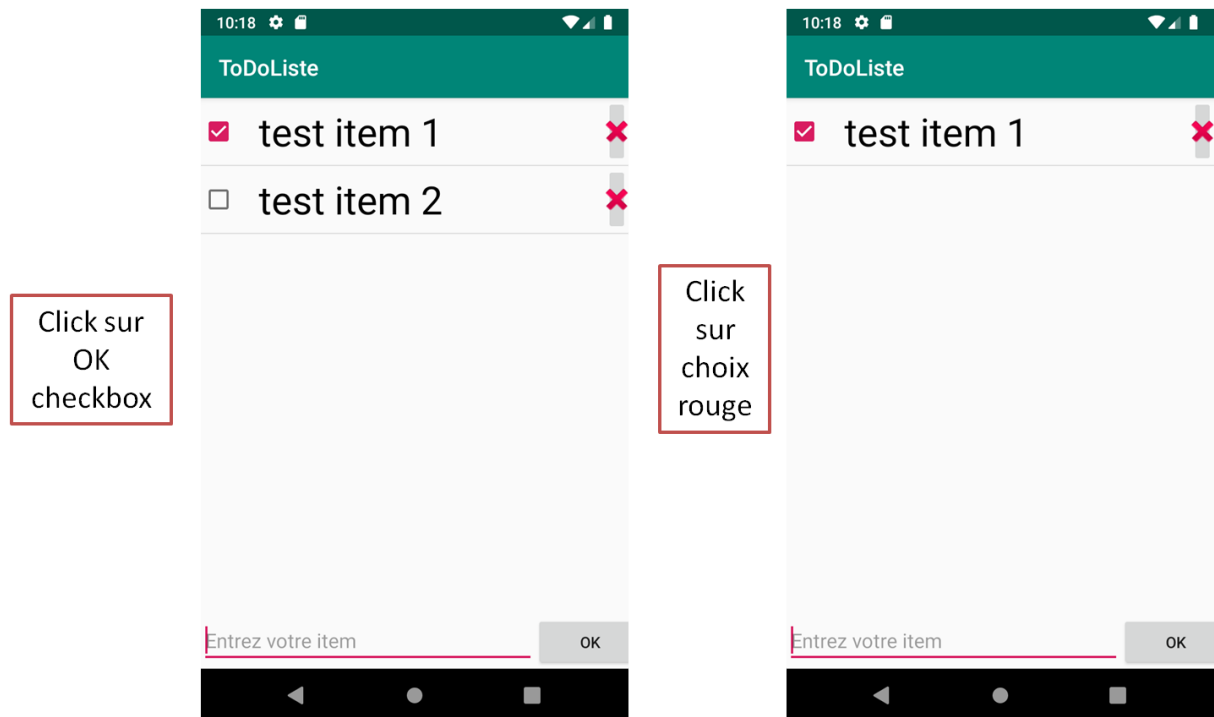 10:18
ToDoListe
test item 1
test item 2
Click sur
OK
checkbox
Entrez votre item
OK
Click
sur
choix
rouge
10:18
ToDoListe
test item 1
Entrez votre item
OK